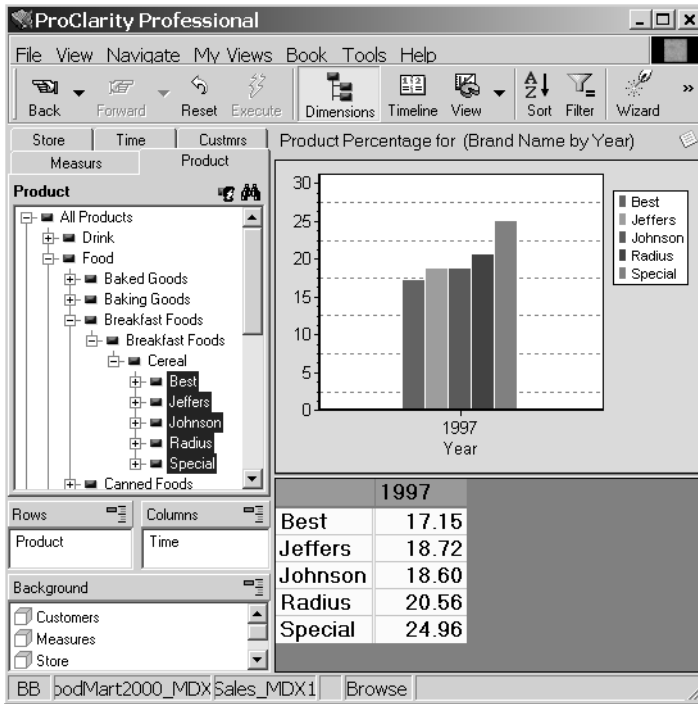 ProClarity Professional
File View Navigate My Views Book Tools Help
Back Forward Reset Execute Dimensions Timeline View Sort Filter Wizard »
Store Time Custmrs
Measurs Product
Product
All Products
Drink
Food
Baked Goods
Baking Goods
Breakfast Foods
Breakfast Foods
Cereal
Best
Jeffers
Johnson
Radius
Special
Canned Foods
Rows Columns
Product Time
Background
Customers
Measures
Store
Product Percentage for (Brand Name by Year)
30
25
20
15
10
5
0
1997
Year
Best
Jeffers
Johnson
Radius
Special
1997
Best 17.15
Jeffers 18.72
Johnson 18.60
Radius 20.56
Special 24.96
BB oodMart2000_MDX Sales_MDX1 Browse